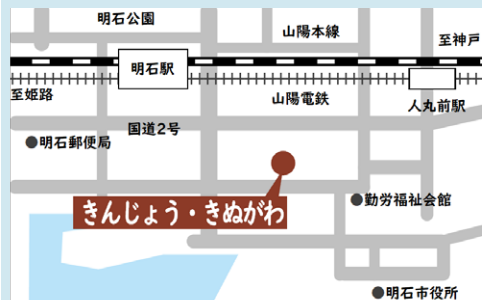 明石公園
山陽本線
至神戸
明石駅
至姫路
山陽電鉄
人丸前駅
国道2号
●明石郵便局
きんじょう・きぬがわ
●勤労福祉会館
●明石市役所